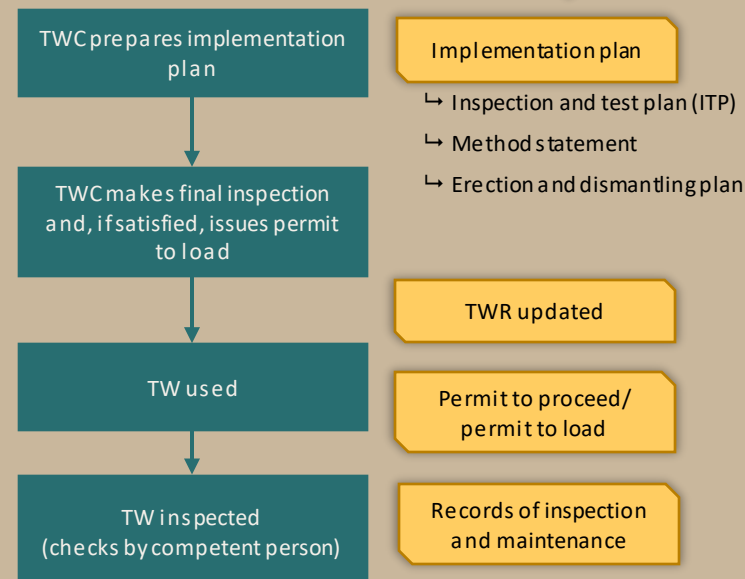 TWC prepares implementation
plan
Implementation plan
↳ Inspection and test plan (ITP)
↳ Method statement
↳ Erection and dismantling plan
TWC makes final inspection
and, if satisfied, issues permit
to load
TWR updated
TW used
Permit to proceed/
permit to load
TW inspected
(checks by competent person)
Records of inspection
and maintenance